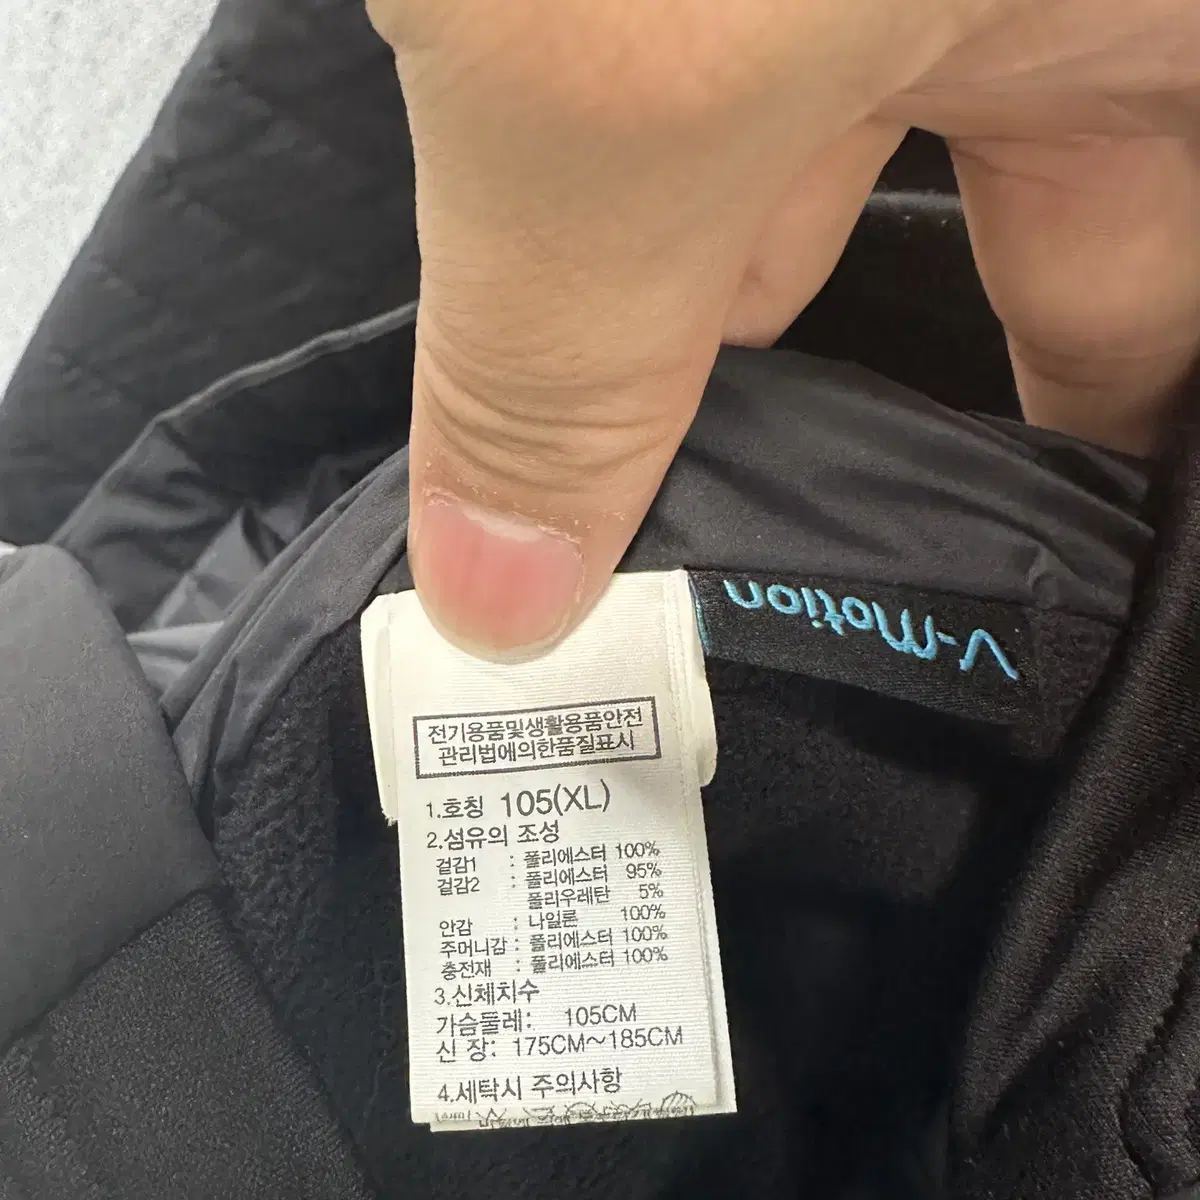 V-Motion
전기용품및생활용품안전
관리법에의한품질표시
1.호칭 105(XL)
2.섬유의 조성
겉감1 : 폴리에스터 100%
겉감2 : 폴리에스터 95%
폴리우레탄 5%
안감 : 나일론 100%
주머니감 : 폴리에스터 100%
충전재 : 폴리에스터 100%
3.신체치수
가슴둘레: 105CM
신 장: 175CM~185CM
4.세탁시 주의사항